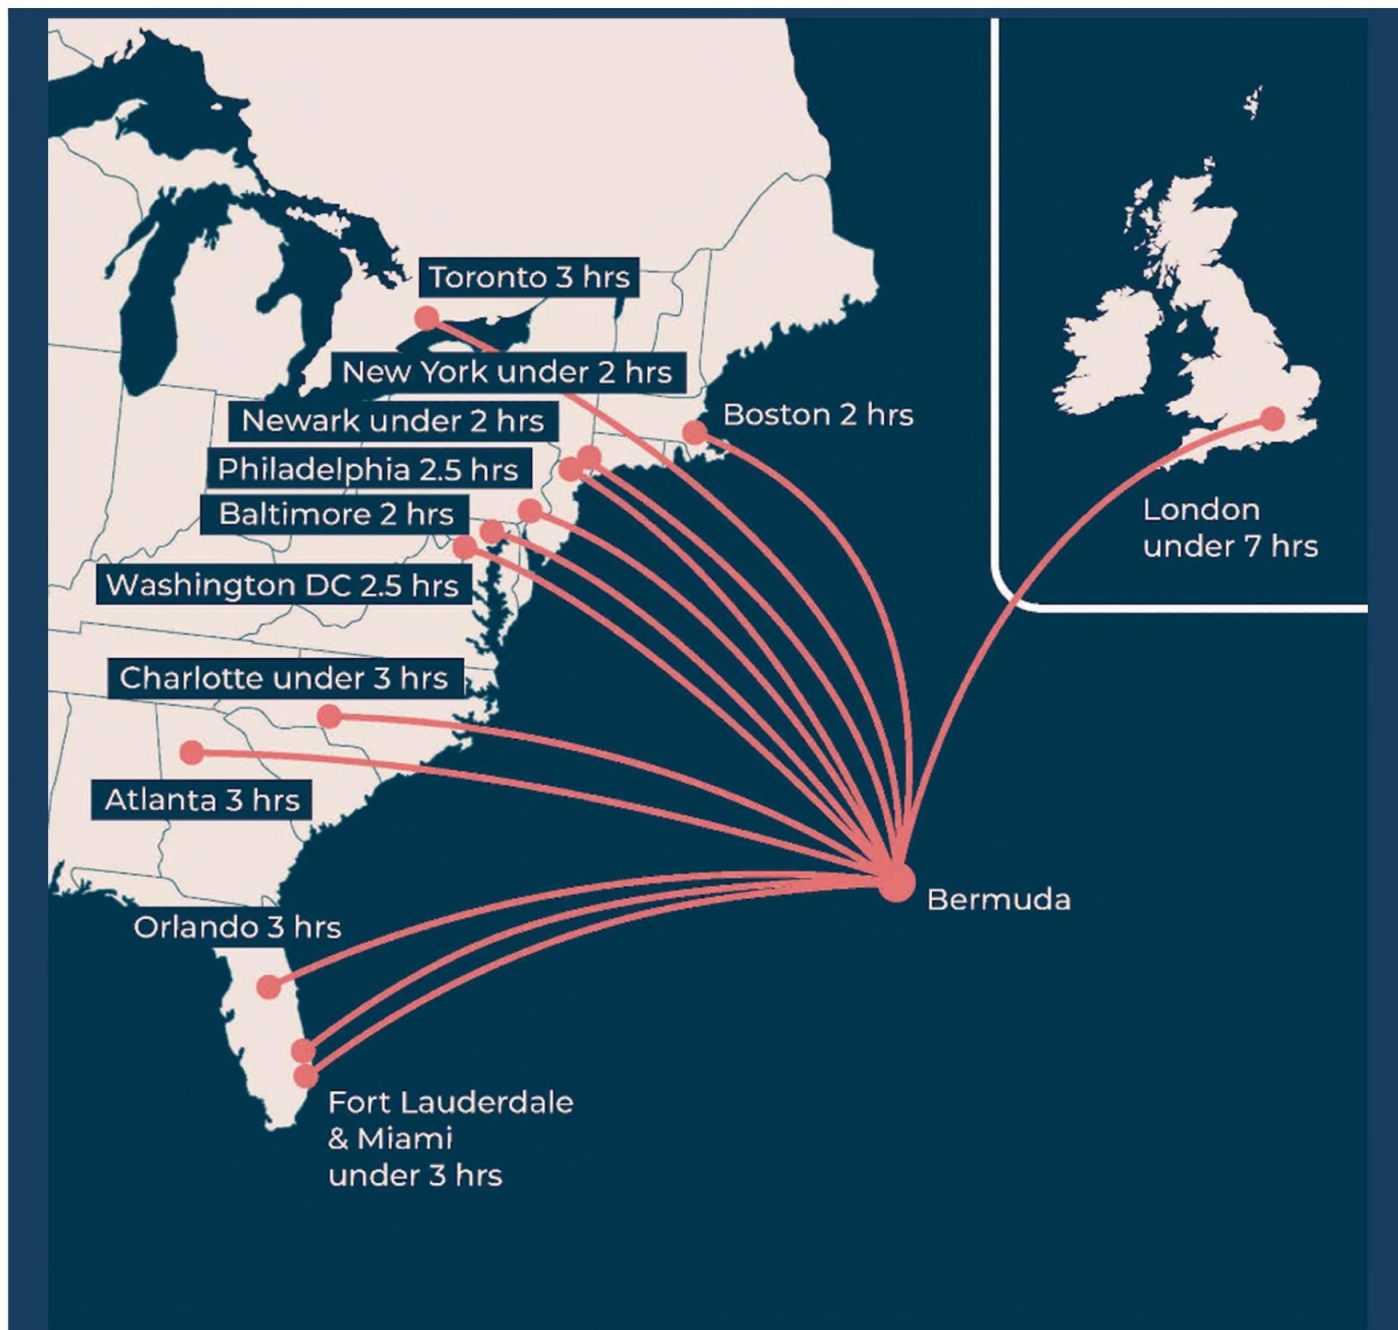 Toronto 3 hrs
New York under 2 hrs
Boston 2 hrs
Newark under 2 hrs
Philadelphia 2.5 hrs
Baltimore 2 hrs
Washington DC 2.5 hrs
London
under 7 hrs
Charlotte under 3 hrs
Atlanta 3 hrs
Bermuda
Orlando 3 hrs
Fort Lauderdale
& Miami
under 3 hrs